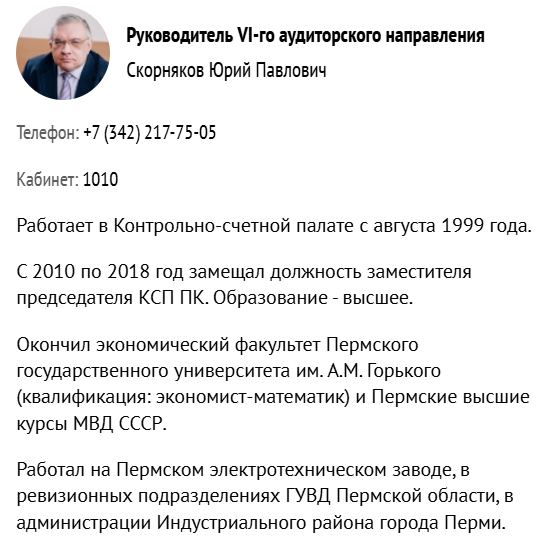 Руководитель VI-го аудиторского направления
Скорняков Юрий Павлович
Телефон: +7 (342) 217-75-05
Кабинет: 1010
Работает в Контрольно-счетной палате с августа 1999 года.
С 2010 по 2018 год замещал должность заместителя
председателя КСП ПК. Образование - высшее.
Окончил экономический факультет Пермского
государственного университета им. А.М. Горького
(квалификация: экономист-математик) и Пермские высшие
курсы МВД СССР.
Работал на Пермском электротехническом заводе, в
ревизионных подразделениях ГУВД Пермской области, в
администрации Индустриального района города Перми.